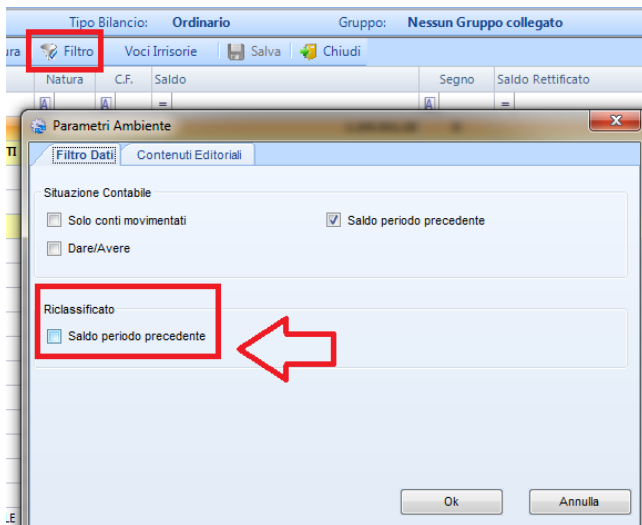 Tipo Bilancio: Ordinario Gruppo: Nessun Gruppo collegato
ura Filtro Voci Irrisorie Salva Chiudi
Natura C.F. Saldo Segno Saldo Rettificato
A A = A =
Parametri Ambiente x
TI Filtro Dati Contenuti Editoriali
Situazione Contabile
Solo conti movimentati Saldo periodo precedente
Dare/Avere
Riclassificato
Saldo periodo precedente
Ok Annulla
LE